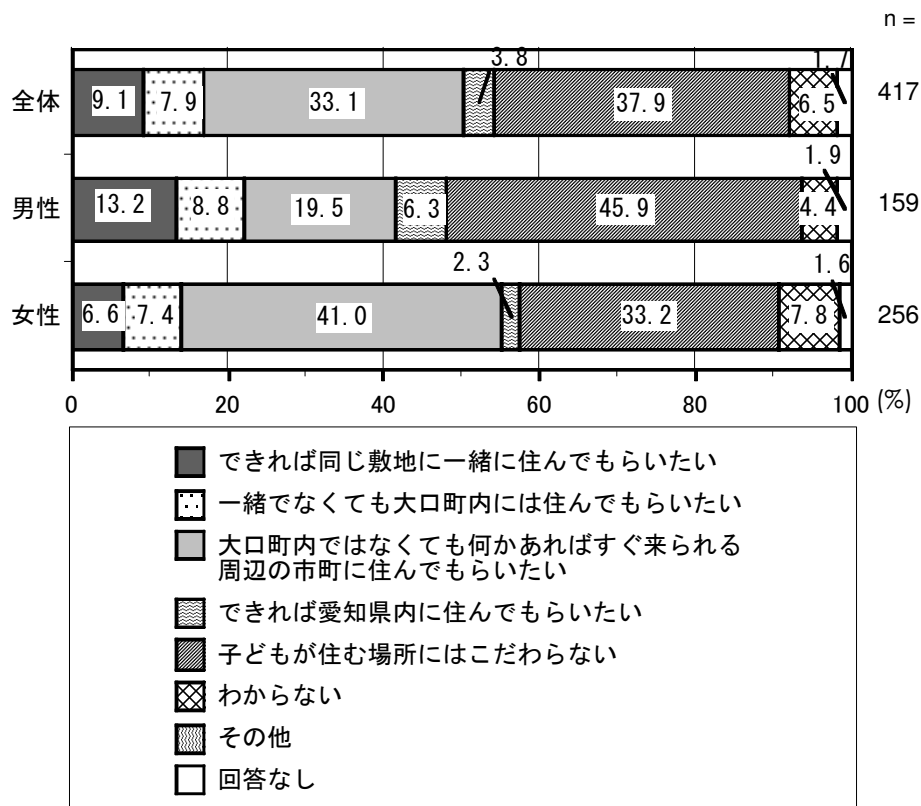 n =
3.8
1.7
全体 9.1 7.9 33.1 37.9 6.5 417
1.9
男性 13.2 8.8 19.5 6.3 45.9 4.4 159
2.3 1.6
女性 6.6 7.4 41.0 33.2 7.8 256
0 20 40 60 80 100 (%)
できれば同じ敷地に一緒に住んでもらいたい
一緒でなくても大口町内には住んでもらいたい
大口町内ではなくても何かあればすぐ来られる
周辺の市町に住んでもらいたい
できれば愛知県内に住んでもらいたい
子どもが住む場所にはこだわらない
わからない
その他
回答なし